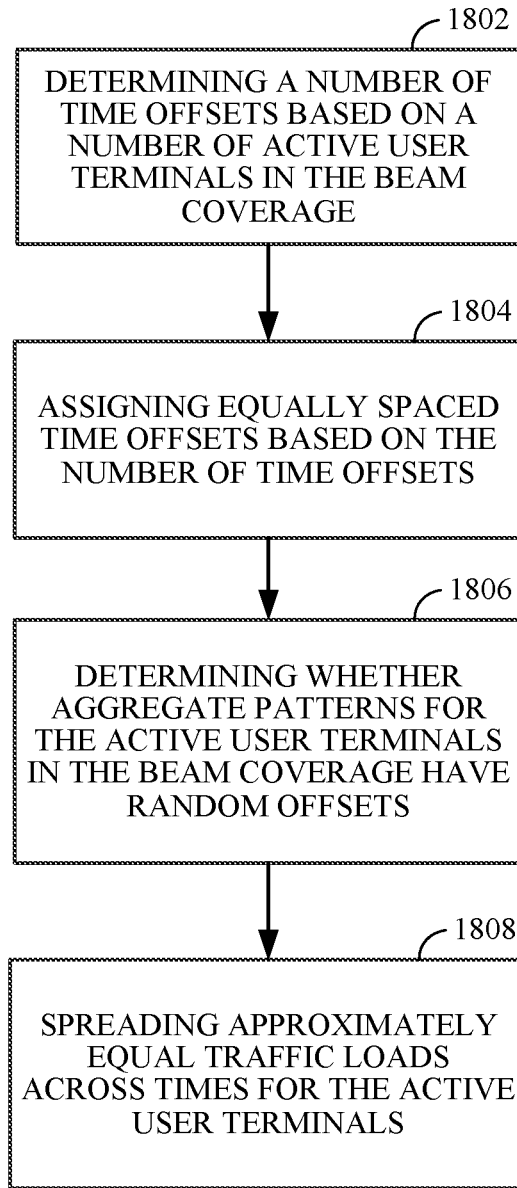 1802
DETERMINING A NUMBER OF
TIME OFFSETS BASED ON A
NUMBER OF ACTIVE USER
TERMINALS IN THE BEAM
COVERAGE
1804
ASSIGNING EQUALLY SPACED
TIME OFFSETS BASED ON THE
NUMBER OF TIME OFFSETS
1806
DETERMINING WHETHER
AGGREGATE PATTERNS FOR
THE ACTIVE USER TERMINALS
IN THE BEAM COVERAGE HAVE
RANDOM OFFSETS
1808
SPREADING APPROXIMATELY
EQUAL TRAFFIC LOADS
ACROSS TIMES FOR THE ACTIVE
USER TERMINALS